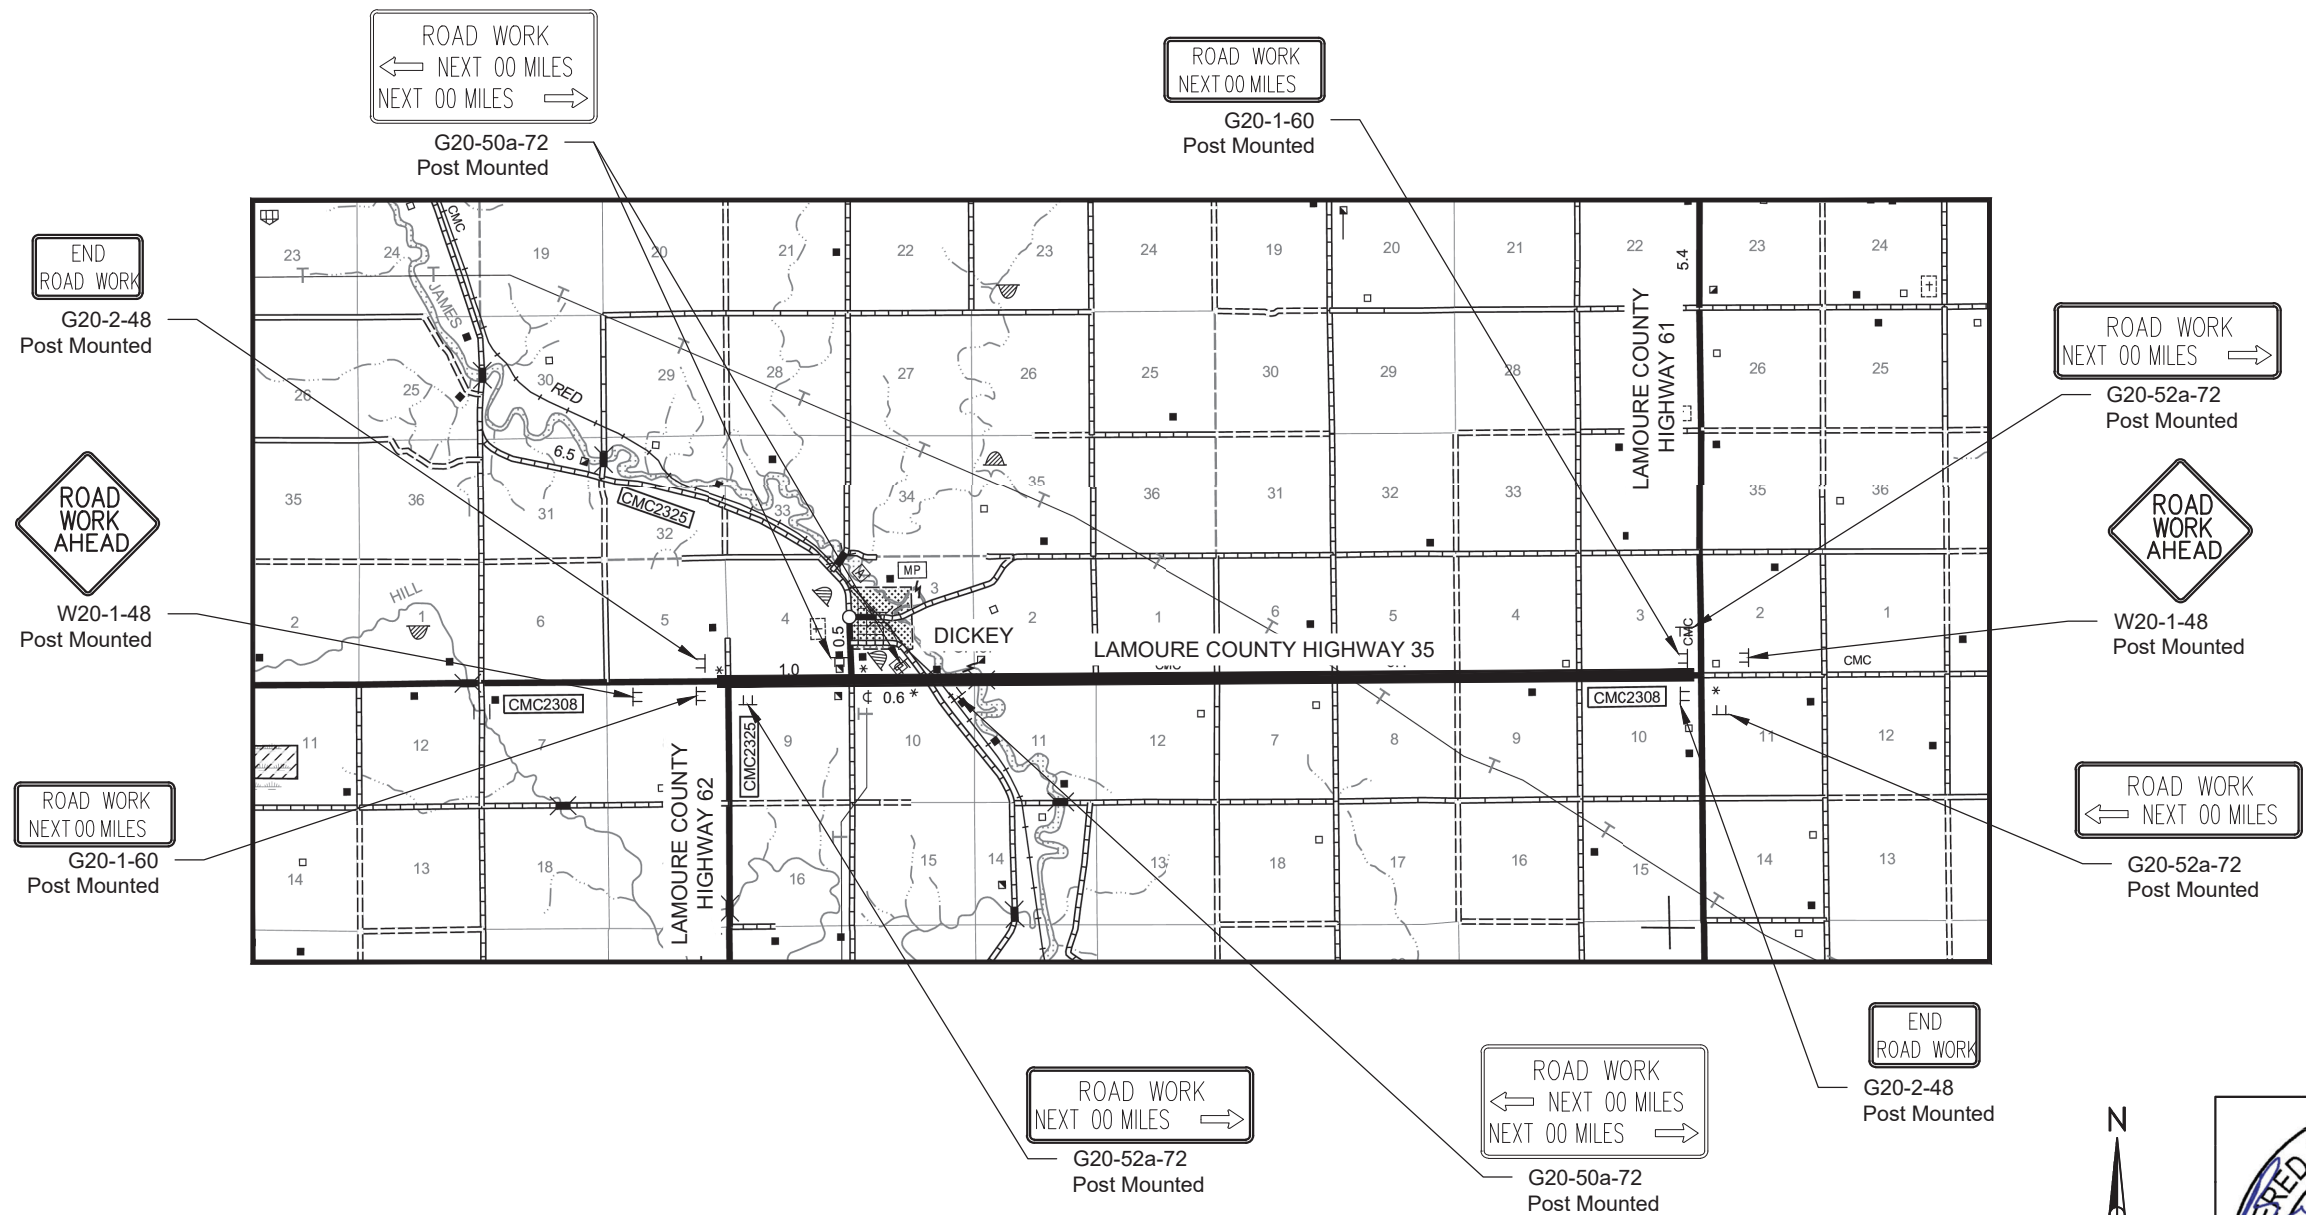 ROAD WORK
NEXT 00 MILES
NEXT 00 MILES
G20-50a-72
Post Mounted
ROAD WORK
NEXT 00 MILES
G20-1-60
Post Mounted
END
ROAD WORK
G20-2-48
Post Mounted
ROAD
WORK
AHEAD
W20-1-48
Post Mounted
ROAD WORK
NEXT 00 MILES
G20-1-60
Post Mounted
23 24 19 20 21 22 23 24 19 20 21 22 23 24
CMC
JAMES
5.4
LAMOURE COUNTY
HIGHWAY 61
26 25 30 29 28 27 26 25 30 29 28 26 25
RED
6.5
CMC2325
35 36 31 32 33 34 35 36 31 32 33 35 36
MP
HILL
2 1 6 5 4 3 2 1 6 5 4 3 2 1
0.5
DICKEY
LAMOURE COUNTY HIGHWAY 35
CMC
CMC
1.0
0.6
CMC2308
CMC2308
CMC2325
11 12 7 9 10 11 12 7 8 9 10 11 12
LAMOURE COUNTY
HIGHWAY 62
14 13 18 16 15 14 13 18 17 16 15 14 13
ROAD WORK
NEXT 00 MILES
G20-52a-72
Post Mounted
ROAD
WORK
AHEAD
W20-1-48
Post Mounted
ROAD WORK
NEXT 00 MILES
G20-52a-72
Post Mounted
END
ROAD WORK
G20-2-48
Post Mounted
ROAD WORK
NEXT 00 MILES
G20-52a-72
Post Mounted
ROAD WORK
NEXT 00 MILES
NEXT 00 MILES
G20-50a-72
Post Mounted
N